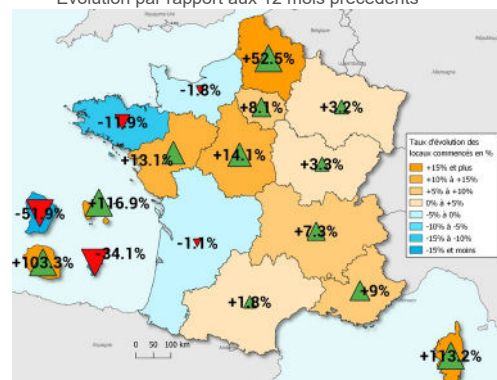 Evolution par rapport aux 12 mois précédents
+52.5%
-1.8%
+8.1%
+3.2%
-11.9%
+13.1%
+14.1%
+3.3%
+116.9%
-51.9%
-1.1%
+7.3%
-34.1%
+103.3%
+1.8%
+9%
+113.2%
Taux d'évolution des
locaux commencés en %
+15% et plus
+10% à +15%
+5% à +10%
0% à +5%
-5% à 0%
-10% à -5%
-15% à -10%
-15% et moins
0 50 100 km
Allemagne
Espagne